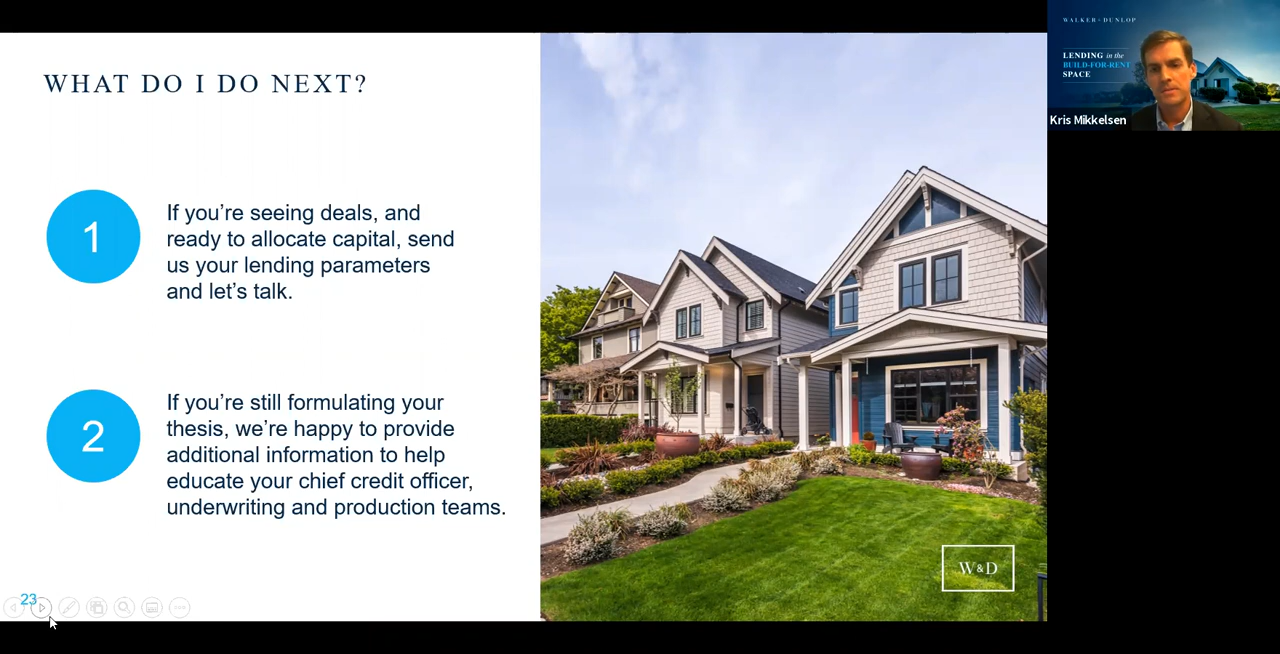 WHAT DO I DO NEXT?
1
If you're seeing deals, and
ready to allocate capital, send
us your lending parameters
and let's talk.
2
If you're still formulating your
thesis, we're happy to provide
additional information to help
educate your chief credit officer,
underwriting and production teams.
23
W&D
WALKER & DUNLOP
LENDING in the
BUILD-FOR-RENT
SPACE
Kris Mikkelsen